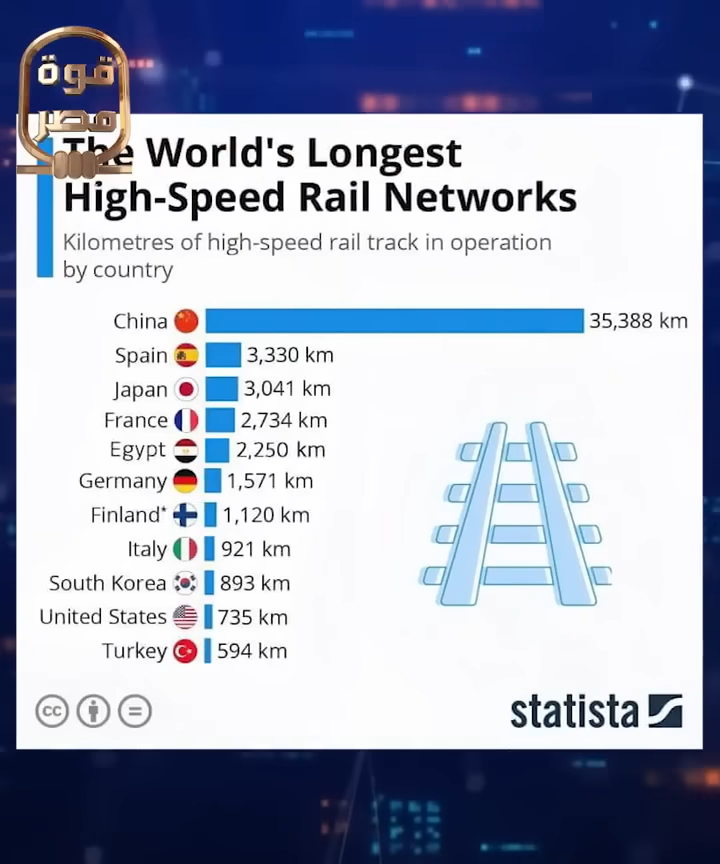 قوة
مصر
The World's Longest
High-Speed Rail Networks
Kilometres of high-speed rail track in operation
by country
China 35,388 km
Spain 3,330 km
Japan 3,041 km
France 2,734 km
Egypt 2,250 km
Germany 1,571 km
Finland* 1,120 km
Italy 921 km
South Korea 893 km
United States 735 km
Turkey 594 km
cc
statista